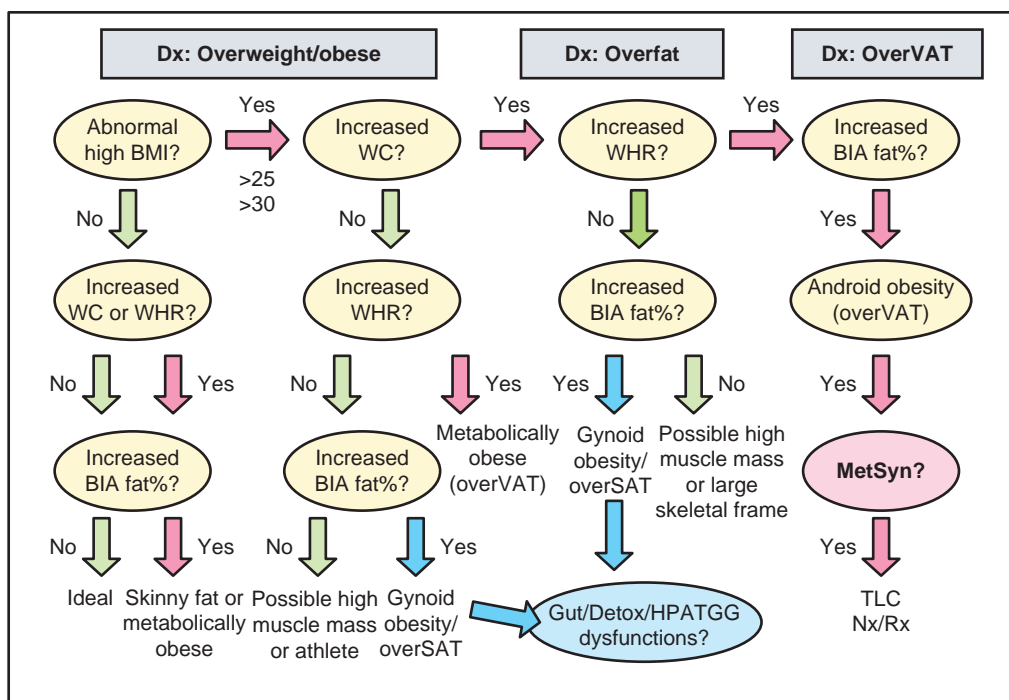 Dx: Overweight/obese
Dx: Overfat
Dx: OverVAT
Abnormal
high BMI?
Yes
>25
>30
Increased
WC?
Yes
Increased
WHR?
Yes
Increased
BIA fat%?
No
No
No
Yes
Increased
WC or WHR?
Increased
WHR?
Increased
BIA fat%?
Android obesity
(overVAT)
No
Yes
No
Yes
Yes
No
Yes
Increased
BIA fat%?
Increased
BIA fat%?
Metabolically
obese
(overVAT)
Gynoid
obesity/
overSAT
Possible high
muscle mass
or large
skeletal frame
MetSyn?
No
Yes
No
Yes
Yes
Ideal
Skinny fat or
metabolically
obese
Possible high
muscle mass
or athlete
Gynoid
obesity/
overSAT
Gut/Detox/HPATGG
dysfunctions?
TLC
Nx/Rx